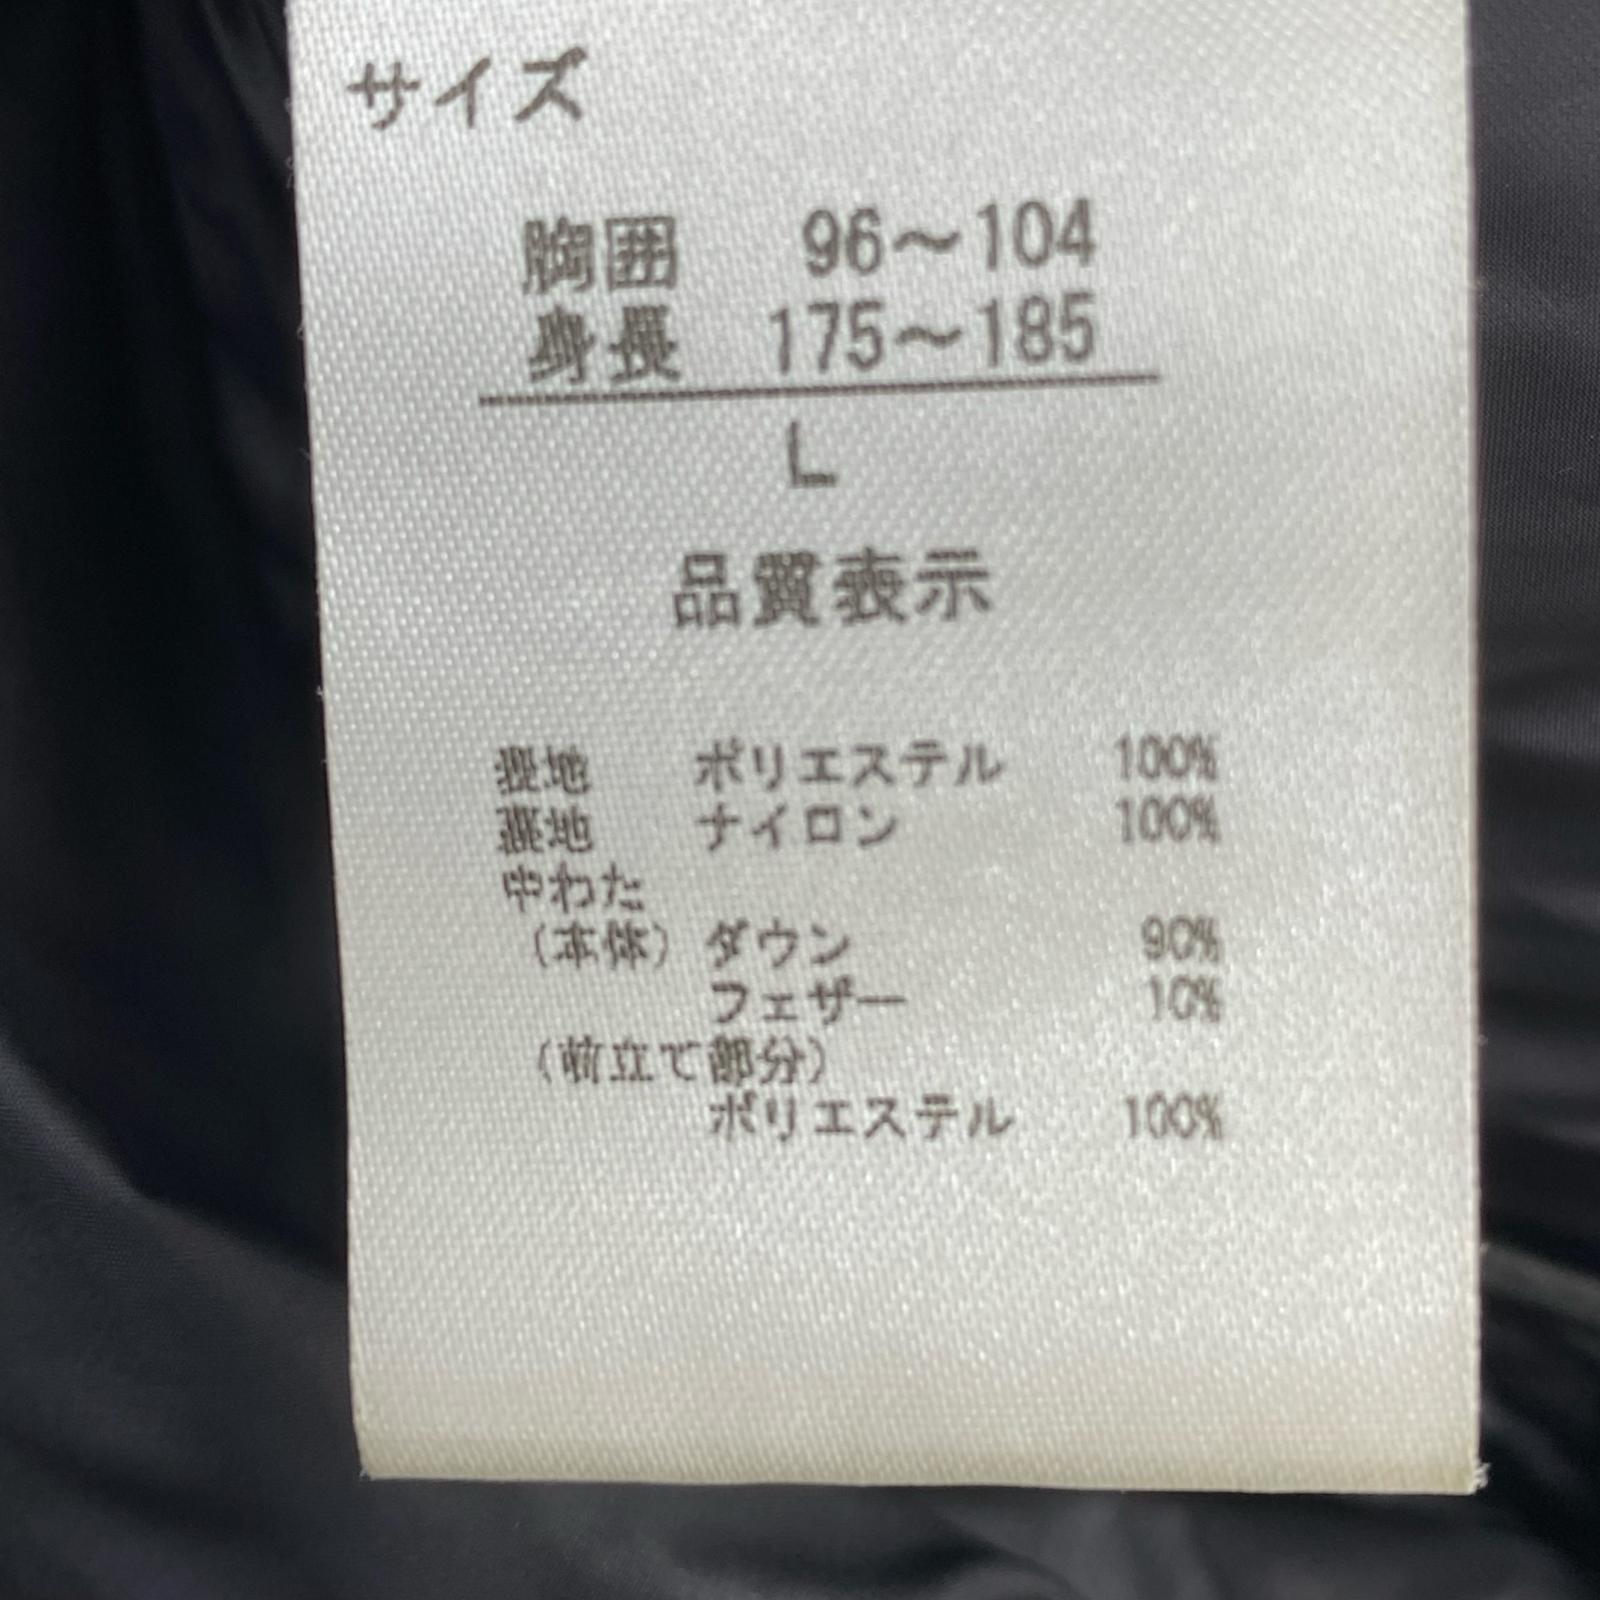 サイズ
胸囲 96～104
身長 175～185
L
品質表示
表地 ポリエステル 100%
裏地 ナイロン 100%
中わた
(本体) ダウン 90%
フェザー 10%
(前立て部分)
ポリエステル 100%